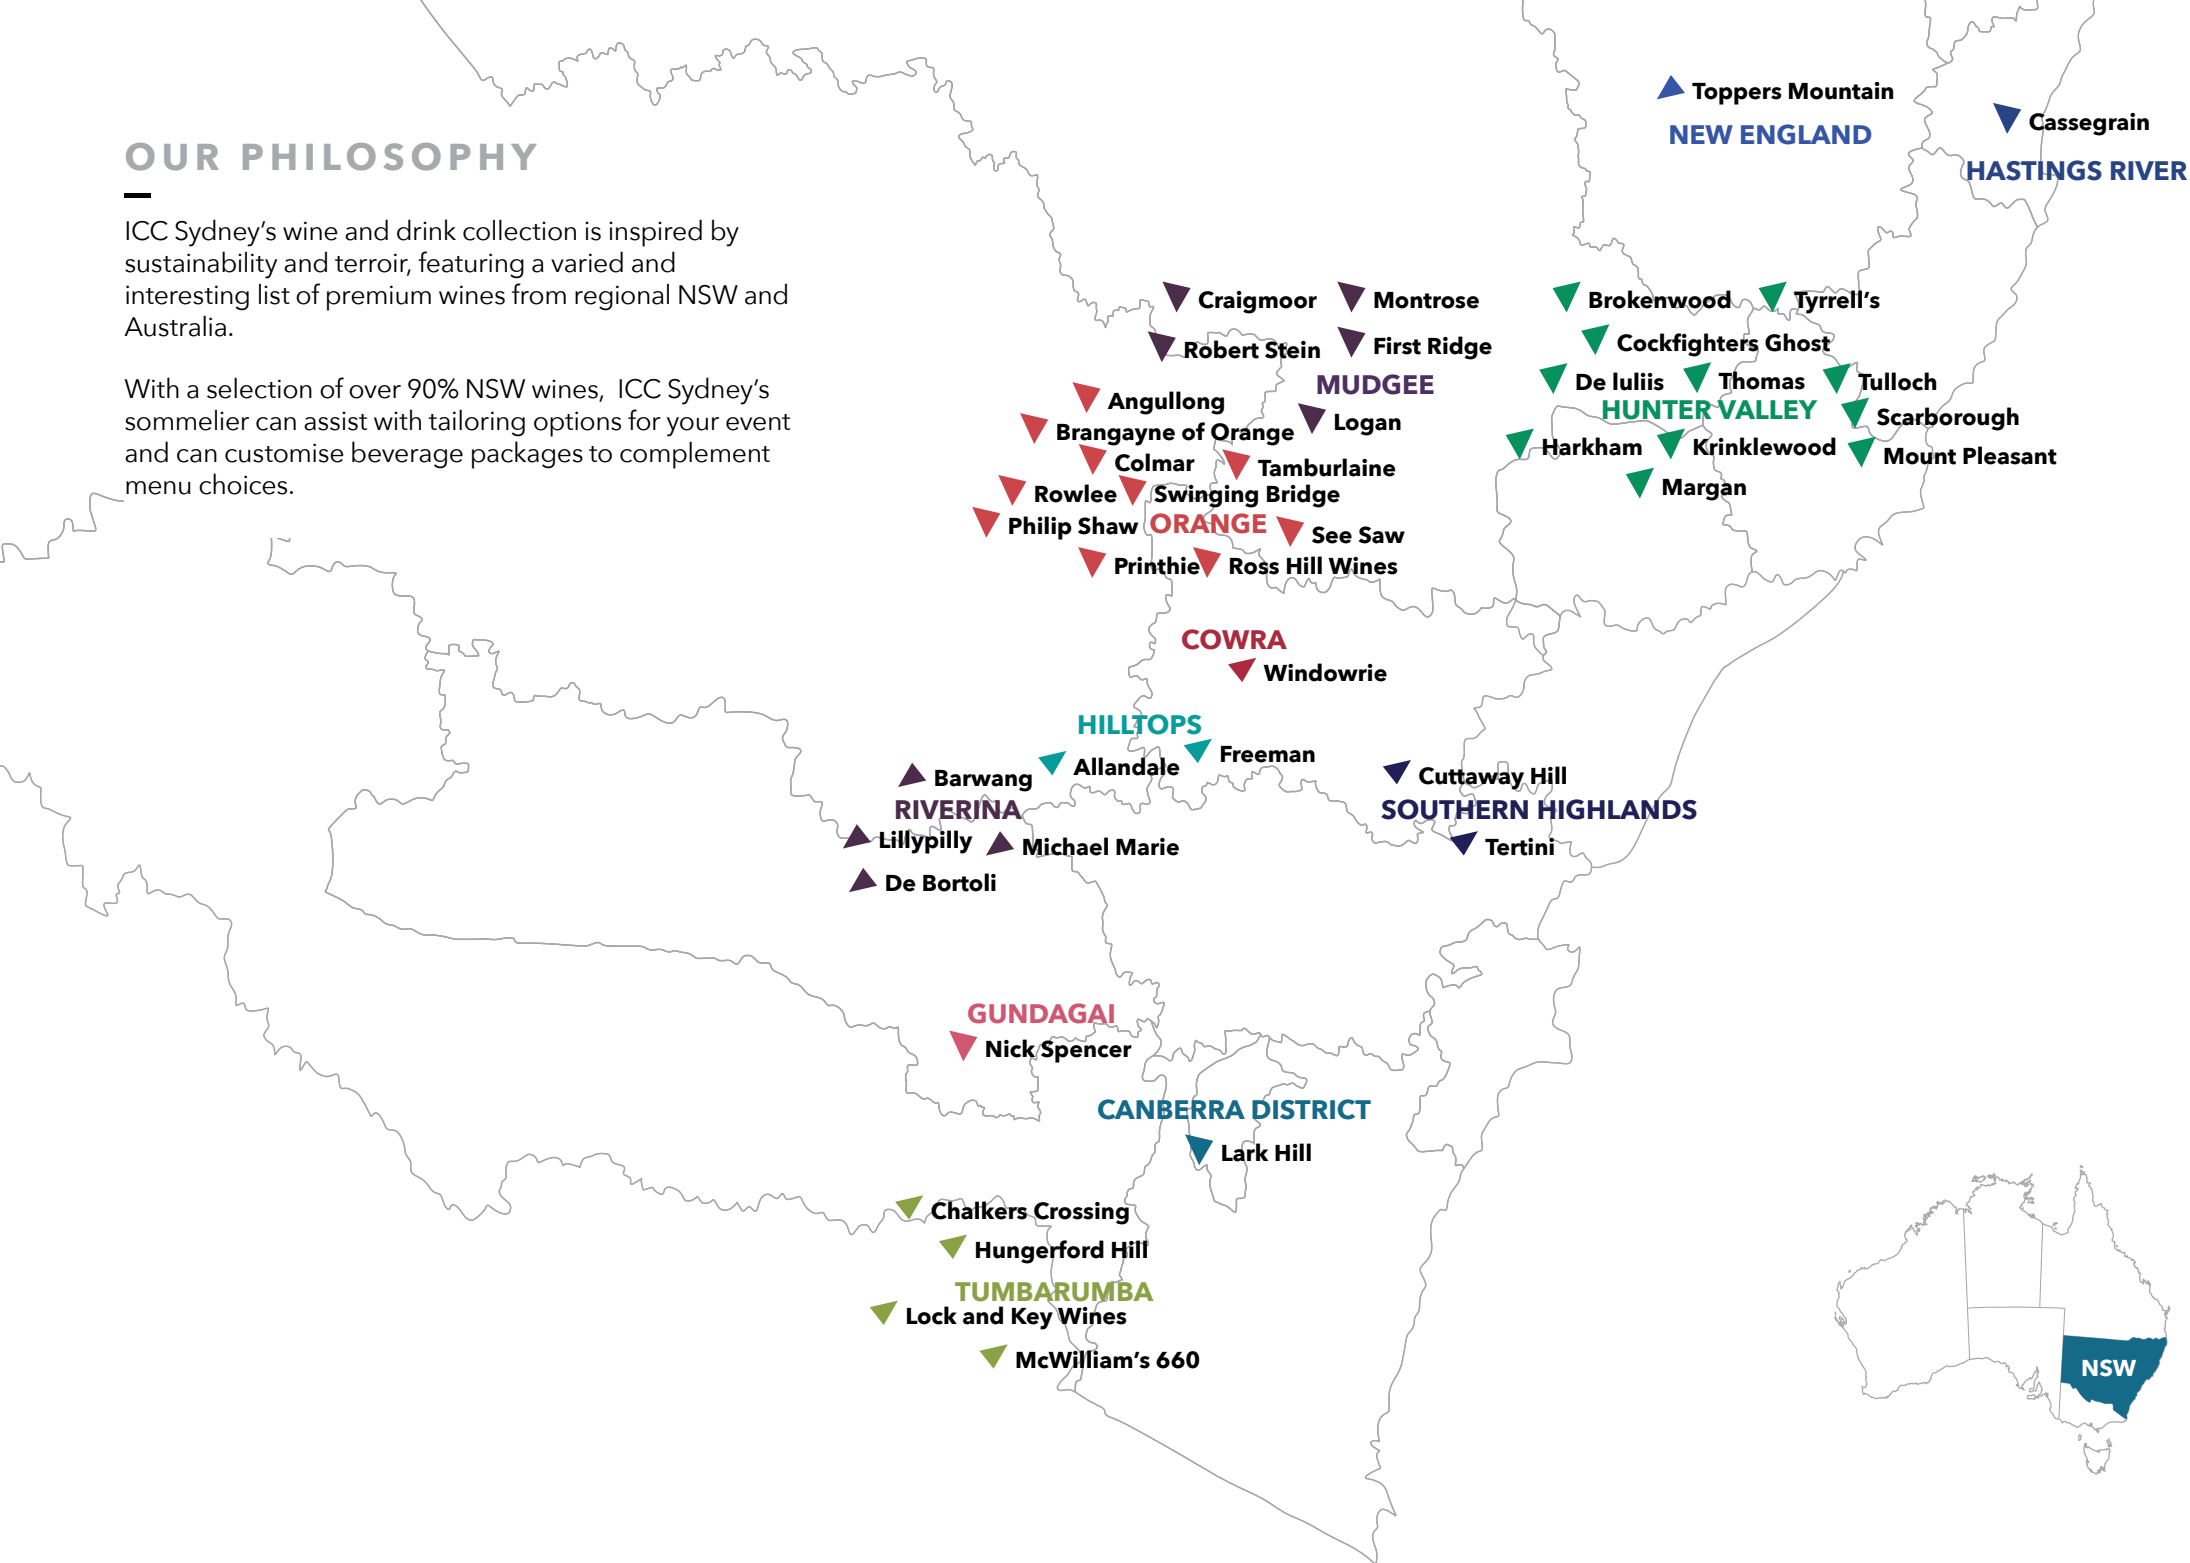 OUR PHILOSOPHY
ICC Sydney's wine and drink collection is inspired by
sustainability and terroir, featuring a varied and
interesting list of premium wines from regional NSW and
Australia.
With a selection of over 90% NSW wines,  ICC Sydney's
sommelier can assist with tailoring options for your event
and can customise beverage packages to complement
menu choices.
Toppers Mountain
NEW ENGLAND
Cassegrain
HASTINGS RIVER
Craigmoor
Montrose
Robert Stein
First Ridge
MUDGEE
Logan
Brokenwood
Tyrrell's
Cockfighters Ghost
De Iuliis
Thomas
Tulloch
HUNTER VALLEY
Scarborough
Harkham
Krinklewood
Mount Pleasant
Margan
Angullong
Brangayne of Orange
Colmar
Tamburlaine
Rowlee
Swinging Bridge
Philip Shaw
ORANGE
See Saw
Printhie
Ross Hill Wines
COWRA
Windowrie
HILLTOPS
Allandale
Freeman
Barwang
RIVERINA
Lillypilly
Michael Marie
De Bortoli
Cuttaway Hill
SOUTHERN HIGHLANDS
Tertini
GUNDAGAI
Nick Spencer
CANBERRA DISTRICT
Lark Hill
Chalkers Crossing
Hungerford Hill
TUMBARUMBA
Lock and Key Wines
McWilliam's 660
NSW